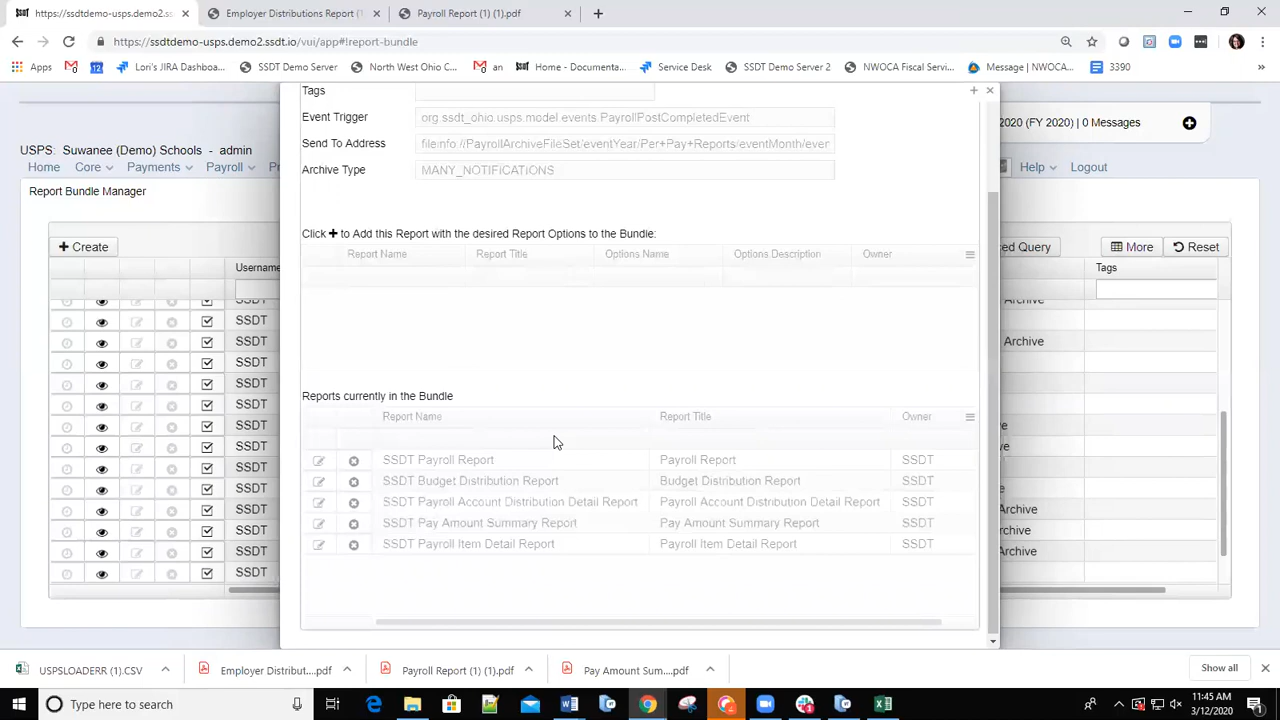 https://ssdtdemo-usps.demo2.s
Employer Distributions Report (
Payroll Report (1) (1).pdf
https://ssdtdemo-usps.demo2.ssdt.io/vui/app#!report-bundle
Apps
Lori's JIRA Dashboa...
SSDT Demo Server
North West Ohio C...
an
Home - Documenta...
Service Desk
SSDT Demo Server 2
NWOCA Fiscal Servi...
Message | NWOCA...
3390
Tags
Event Trigger org.ssdt_ohio.usps.model.events.PayrollPostCompletedEvent
2020 (FY 2020) | 0 Messages
Send To Address fileinfo://PayrollArchiveFileSet/eventYear/Per+Pay+Reports/eventMonth/even
USPS: Suwanee (Demo) Schools - admin
Home Core Payments Payroll P
Archive Type MANY_NOTIFICATIONS
Help Logout
Report Bundle Manager
Click + to Add this Report with the desired Report Options to the Bundle:
Create
ced Query More Reset
Report Name Report Title Options Name Options Description Owner
Username
Tags
SSDT
Archive
SSDT
SSDT Archive
SSDT
SSDT
SSDT
SSDT
SSDT
SSDT
SSDT
SSDT
SSDT
Archive
SSDT
SSDT Archive
SSDT
Reports currently in the Bundle
Report Name Report Title Owner
SSDT Payroll Report Payroll Report SSDT
SSDT Budget Distribution Report Budget Distribution Report SSDT
SSDT Payroll Account Distribution Detail Report Payroll Account Distribution Detail Report SSDT
SSDT Pay Amount Summary Report Pay Amount Summary Report SSDT
SSDT Payroll Item Detail Report Payroll Item Detail Report SSDT
USPSLOADERR (1).CSV
Employer Distribut....pdf
Payroll Report (1) (1).pdf
Pay Amount Sum....pdf
Show all
Type here to search
11:45 AM
3/12/2020